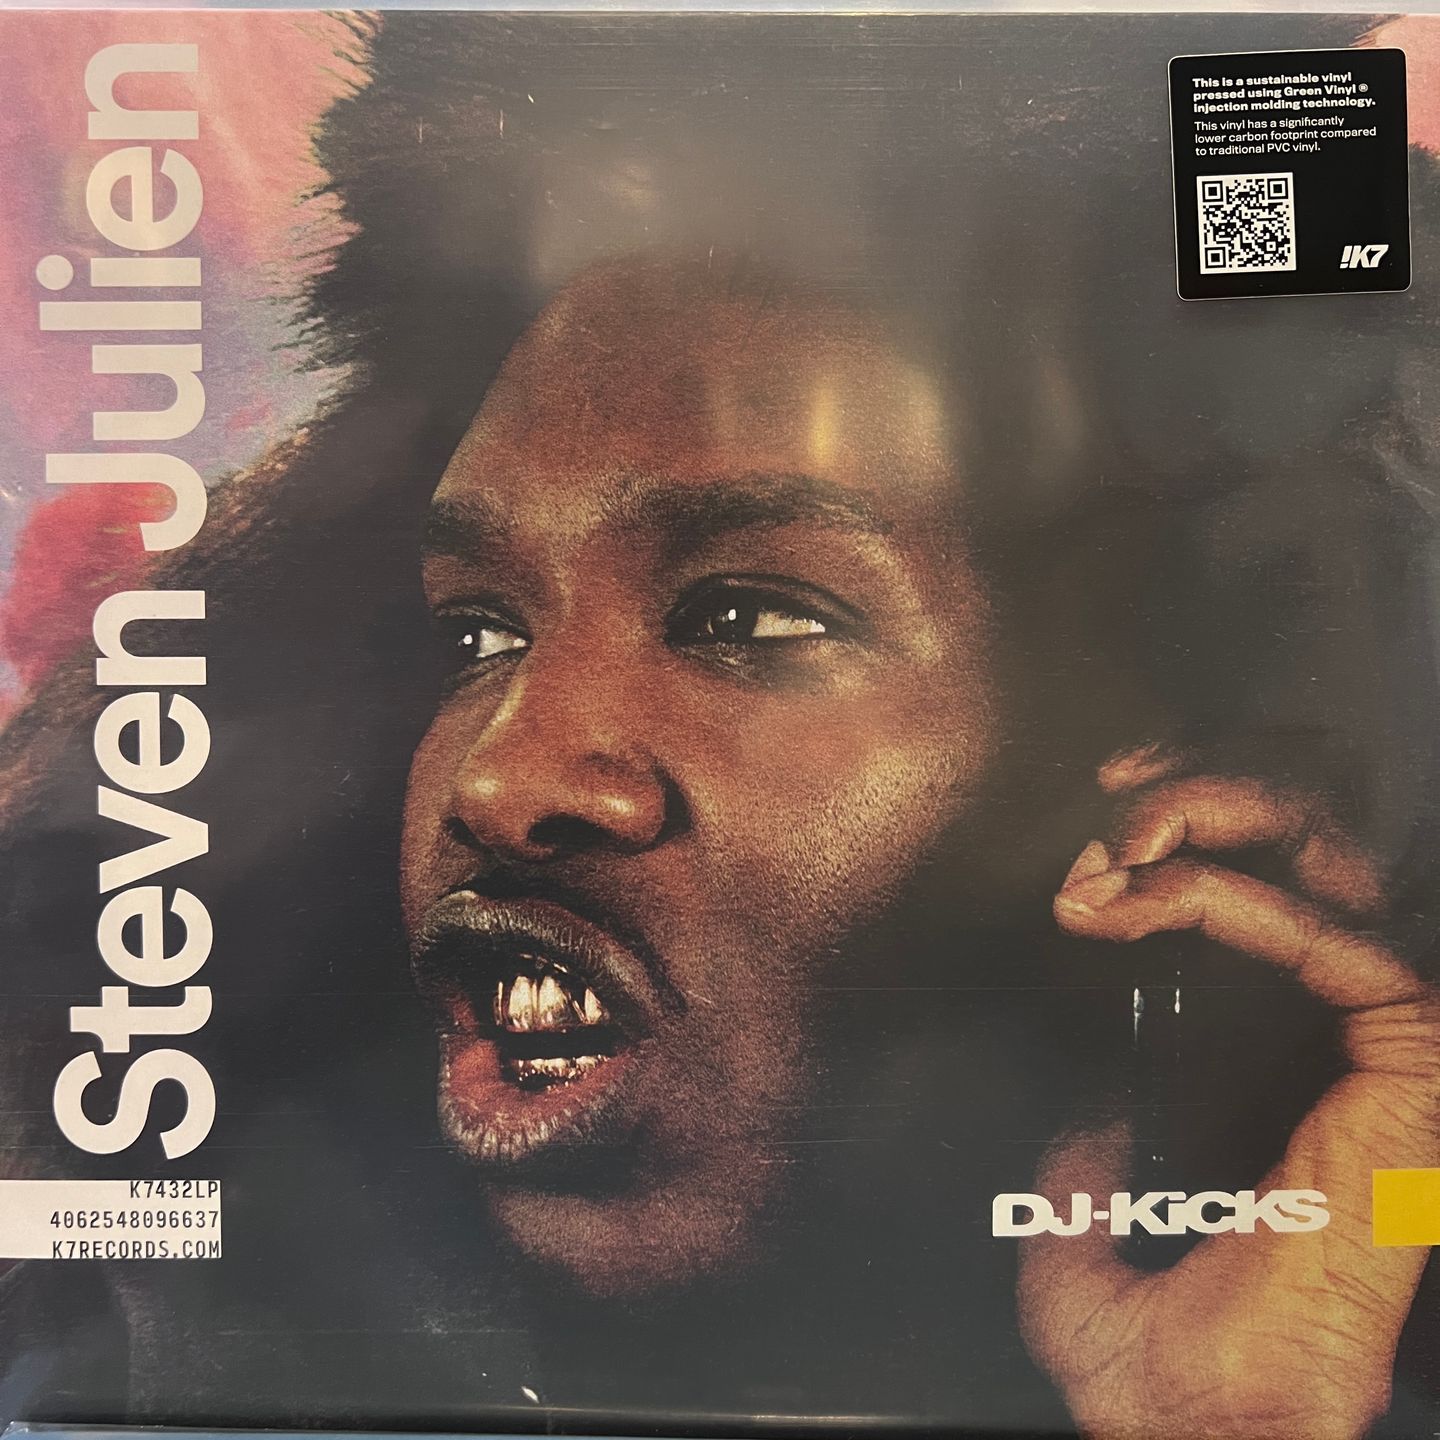 Steven Julien
This is a sustainable vinyl
pressed using Green Vinyl ®
injection molding technology.
This vinyl has a significantly
lower carbon footprint compared
to traditional PVC vinyl.
!K7
K7432LP
4062548096637
K7RECORDS.COM
DJ-KiCKS